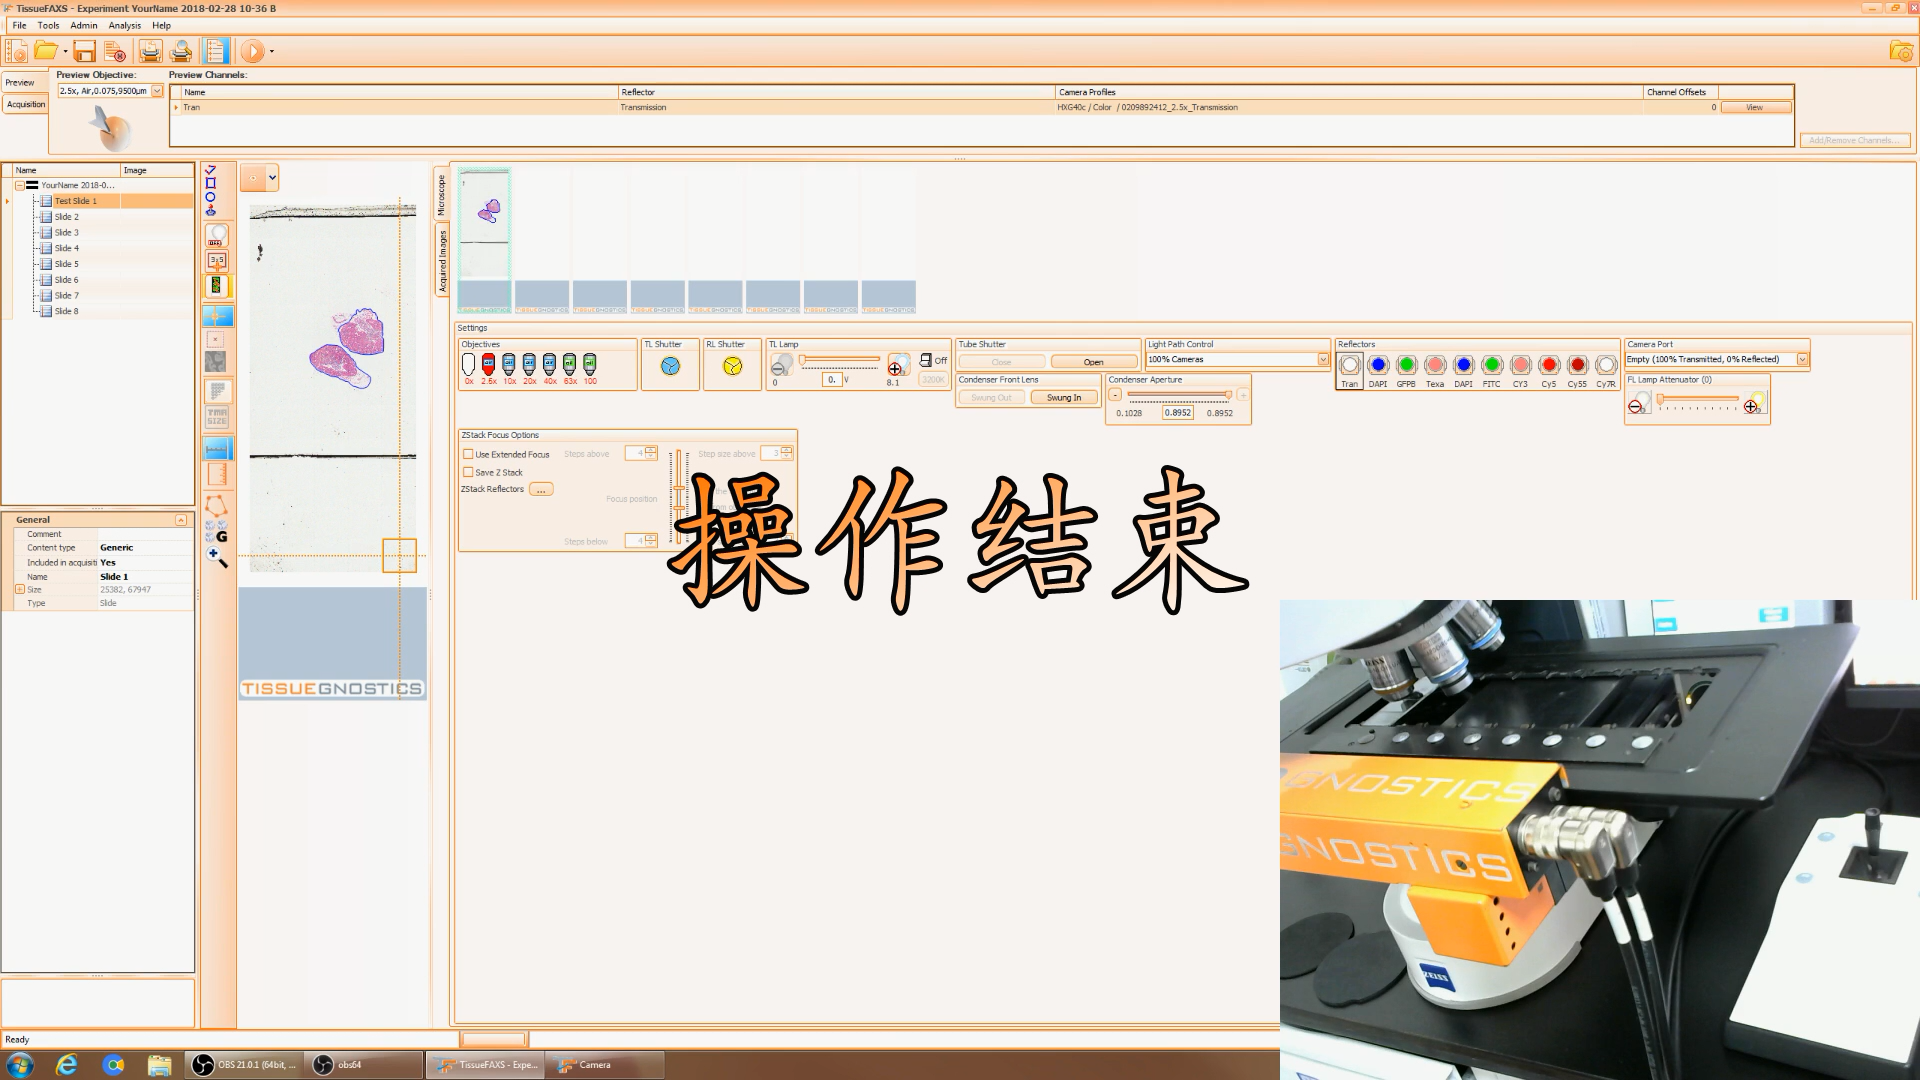 TissueFAXS - Experiment YourName 2018-02-28 10-36 B
File Tools Admin Analysis Help
Preview
Acquisition
Preview Objective:
2.5x, Air,0.075,9500µm
Preview Channels:
Name Reflector Camera Profiles Channel Offsets
Tran Transmission HXG40c / Color / 0209892412_2.5x_Transmission 0 View
Add/Remove Channels...
Name Image
YourName 2018-0...
Test Slide 1
Slide 2
Slide 3
Slide 4
Slide 5
Slide 6
Slide 7
Slide 8
General
Comment
Content type Generic
Included in acquisiti Yes
Name Slide 1
Size 25382, 67947
Type Slide
TMA
SIZE
G
TISSUEGNOSTICS
Microscope
Acquired Images
Settings
Objectives
0x 2.5x 10x 20x 40x 63x 100
TL Shutter
RL Shutter
TL Lamp
0 0. V 8.1
Off
3200K
Tube Shutter
Close Open
Condenser Front Lens
Swung Out Swung In
Light Path Control
100% Cameras
Condenser Aperture
- +
0.1028 0.8952 0.8952
Reflectors
Tran DAPI GFPB Texa DAPI FITC CY3 Cy5 Cy55 Cy7R
Camera Port
Empty (100% Transmitted, 0% Reflected)
FL Lamp Attenuator (0)
ZStack Focus Options
Use Extended Focus Steps above 4 Step size above 3
Save Z Stack
ZStack Reflectors ...
Focus position
Steps below 4
操作结束
GNOSTICS
GNOSTICS
ZEISS
Ready
OBS 21.0.1 (64bit, ...
obs64
TissueFAXS - Expe...
Camera